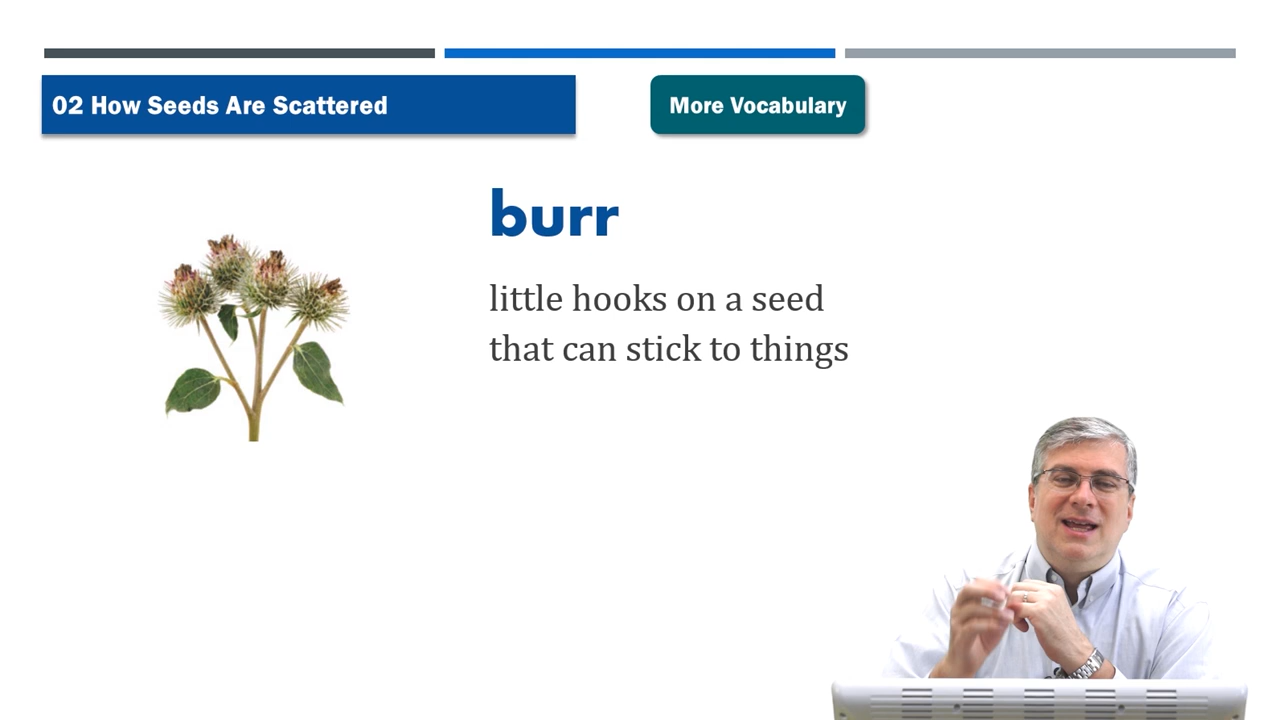 02 How Seeds Are Scattered
More Vocabulary
burr
little hooks on a seed
that can stick to things